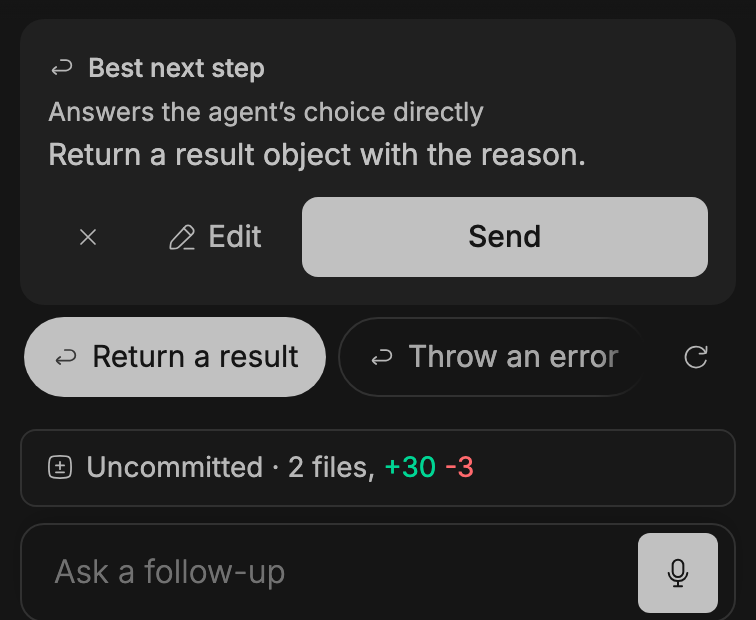 Best next step
Answers the agent’s choice directly
Return a result object with the reason.
Edit
Send
Return a result
Throw an error
Uncommitted · 2 files, +30 -3
Ask a follow-up